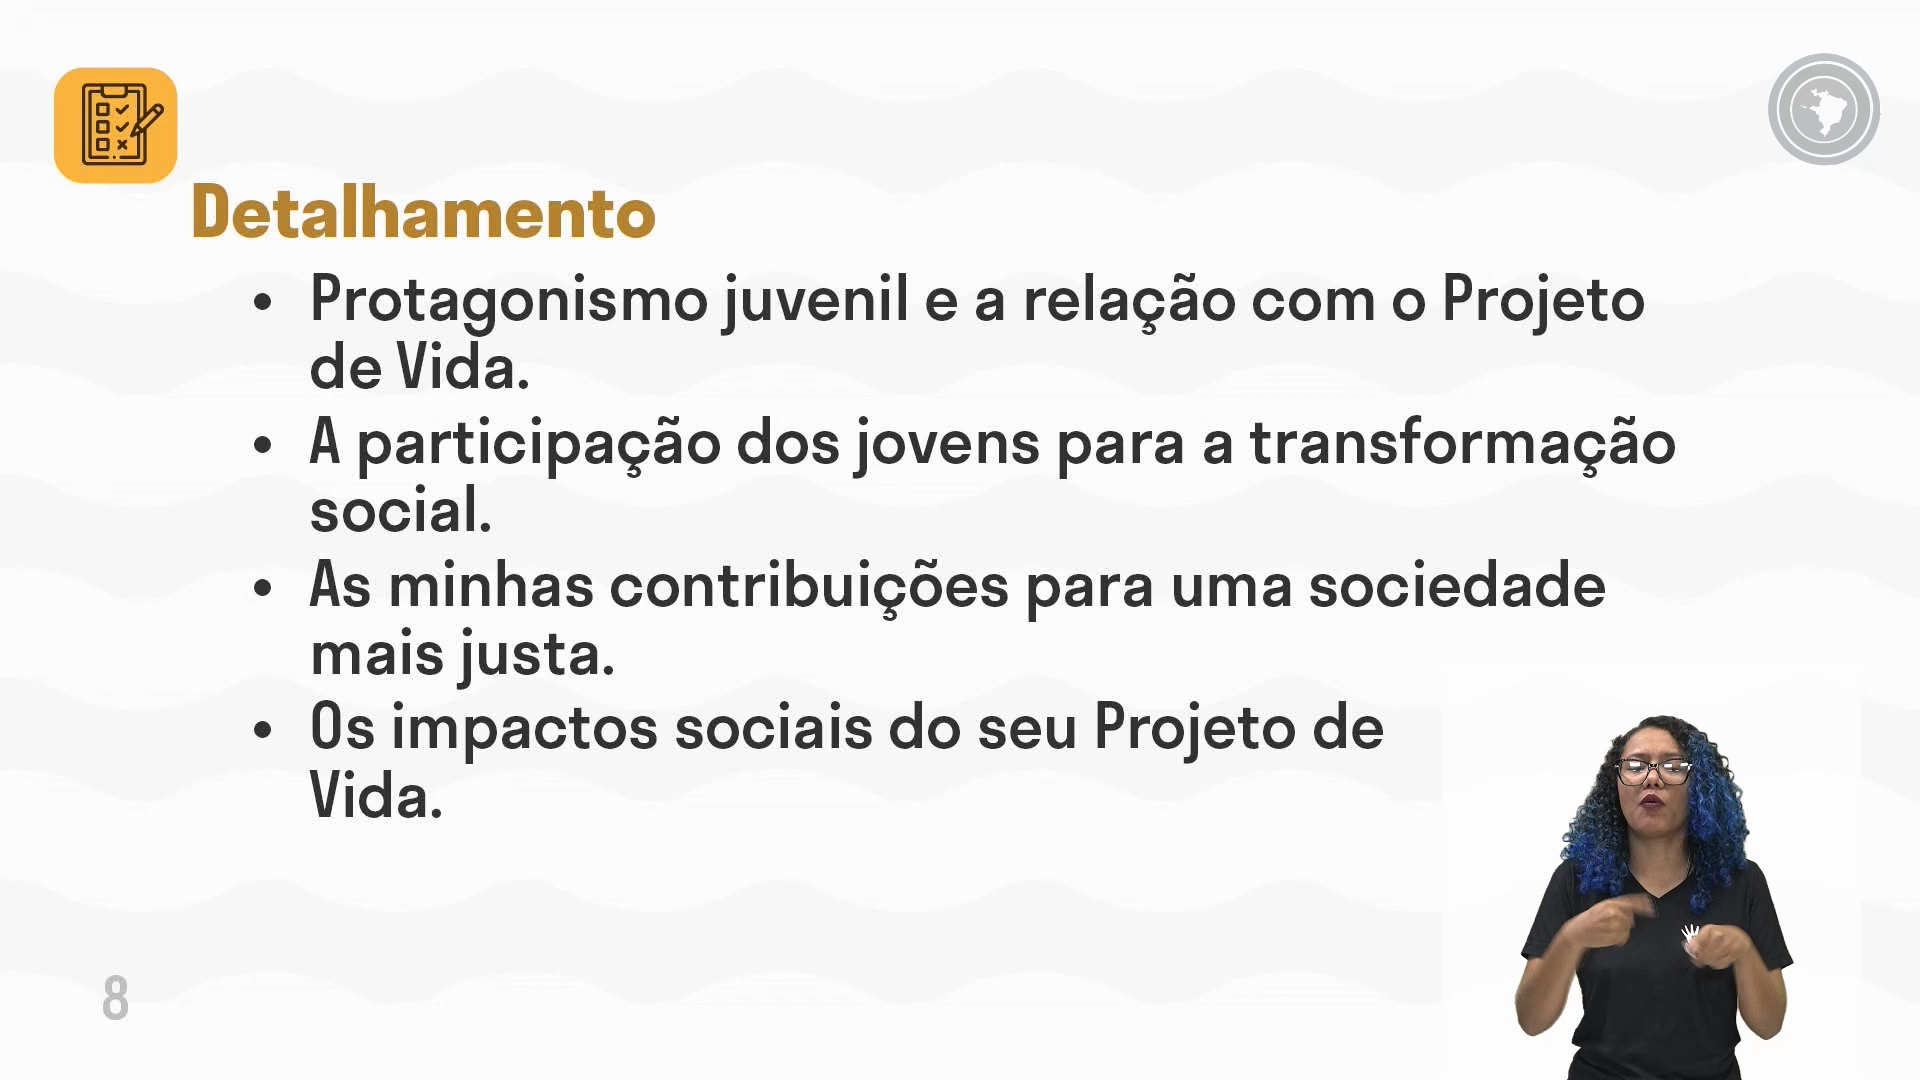 Detalhamento
• Protagonismo juvenil e a relação com o Projeto
de Vida.
• A participação dos jovens para a transformação
social.
• As minhas contribuições para uma sociedade
mais justa.
• Os impactos sociais do seu Projeto de
Vida.
8